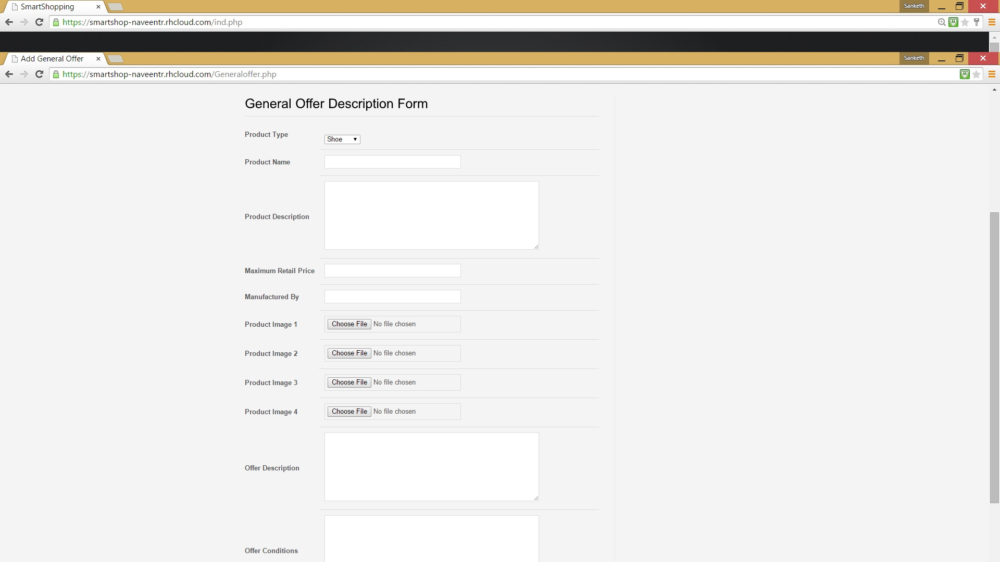 SmartShopping
Sanketh
https://smartshop-naveentr.rhcloud.com/ind.php
Add General Offer
Sanketh
https://smartshop-naveentr.rhcloud.com/Generaloffer.php
General Offer Description Form
Product Type
Shoe
Product Name
Product Description
Maximum Retail Price
Manufactured By
Product Image 1 Choose File No file chosen
Product Image 2 Choose File No file chosen
Product Image 3 Choose File No file chosen
Product Image 4 Choose File No file chosen
Offer Description
Offer Conditions